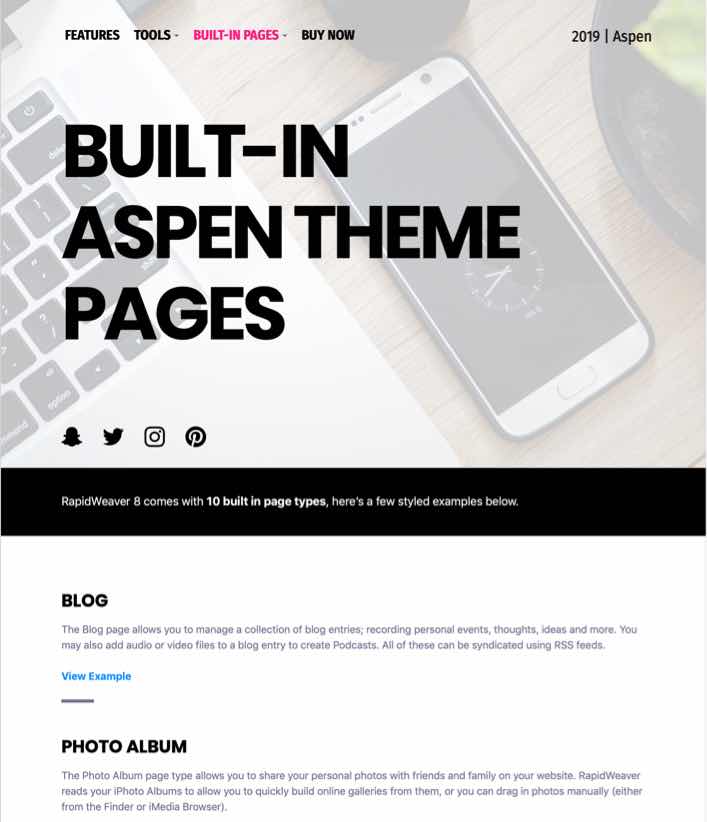 FEATURES TOOLS BUILT-IN PAGES BUY NOW 2019 | Aspen
BUILT-IN
ASPEN THEME
PAGES
RapidWeaver 8 comes with 10 built in page types, here's a few styled examples below.
BLOG
The Blog page allows you to manage a collection of blog entries; recording personal events, thoughts, ideas and more. You
may also add audio or video files to a blog entry to create Podcasts. All of these can be syndicated using RSS feeds.
View Example
PHOTO ALBUM
The Photo Album page type allows you to share your personal photos with friends and family on your website. RapidWeaver
reads your iPhoto Albums to allow you to quickly build online galleries from them, or you can drag in photos manually (either
from the Finder or iMedia Browser).